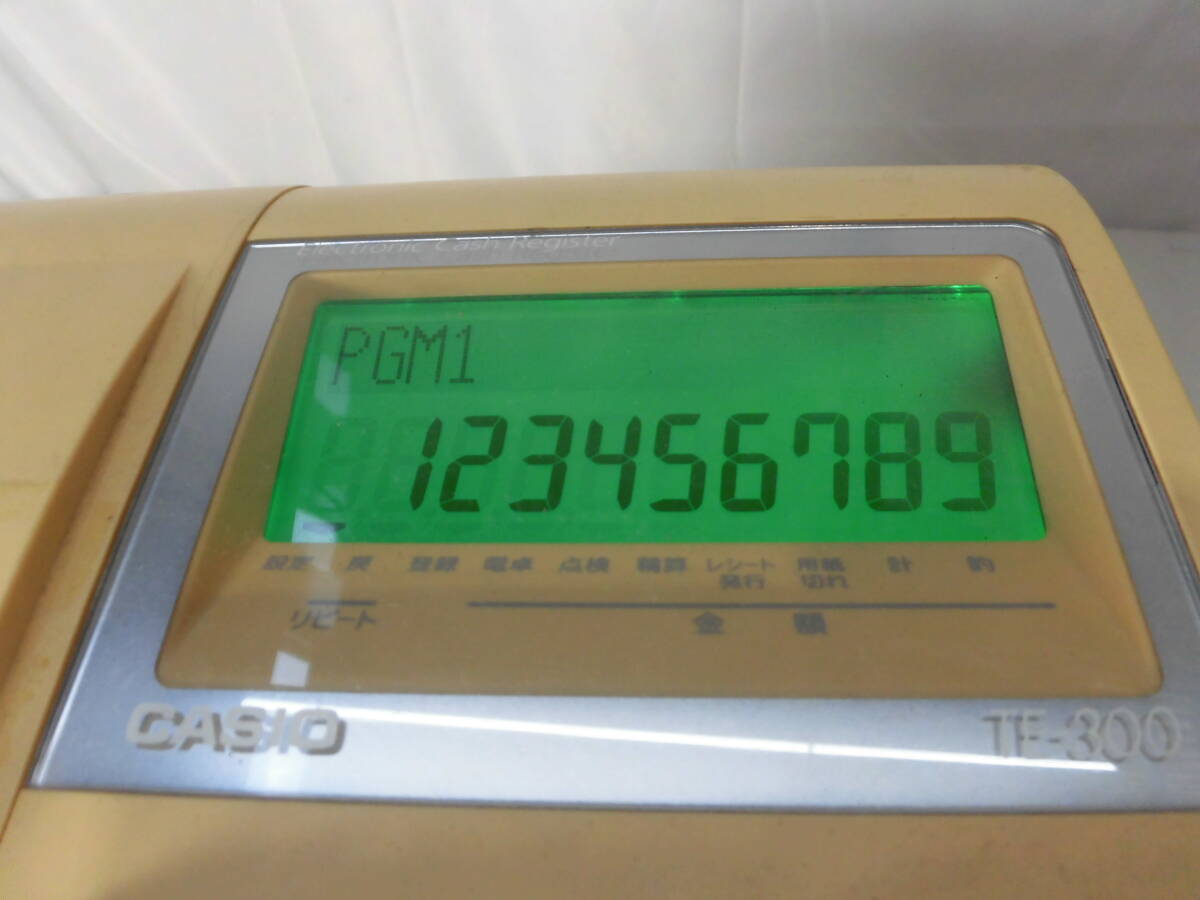 Electronic Cash Register
PGM1
123456789
設定 戻 登録 電卓 点検 精算 レシート発行 用紙切れ 計 釣
リピート 金額
CASIO TE-300